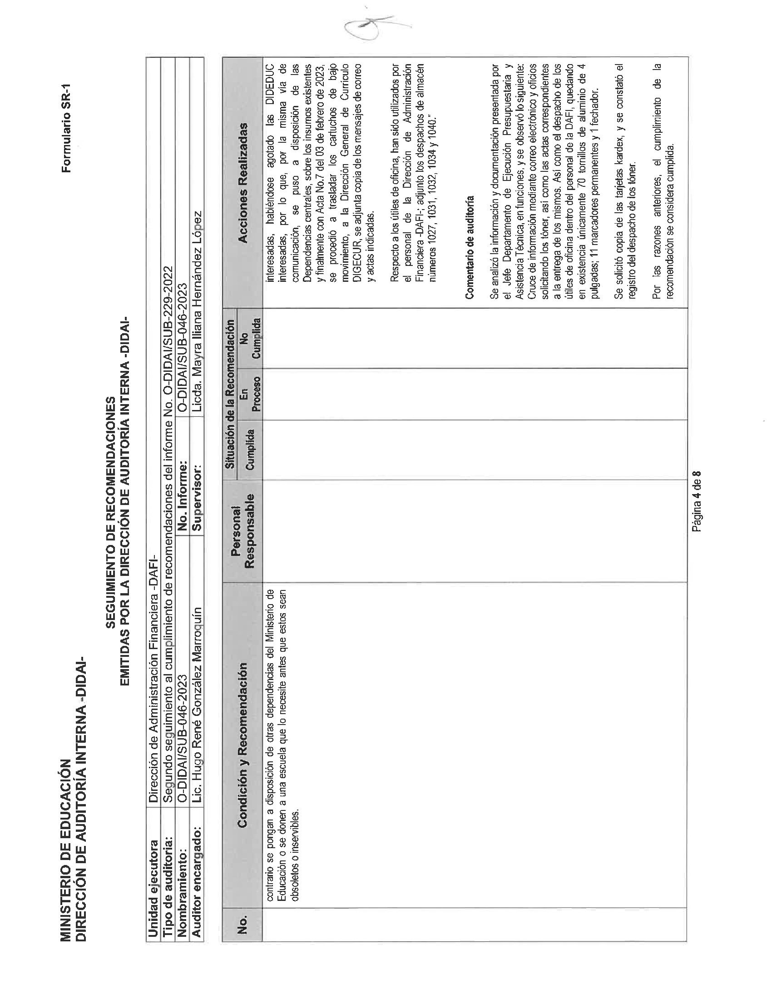 MINISTERIO DE EDUCACIÓN
DIRECCIÓN DE AUDITORÍA INTERNA -DIDAI-
Formulario SR-1
SEGUIMIENTO DE RECOMENDACIONES
EMITIDAS POR LA DIRECCIÓN DE AUDITORÍA INTERNA -DIDAI-
Unidad ejecutora Dirección de Administración Financiera -DAFI-
Tipo de auditoria: Segundo seguimiento al cumplimiento de recomendaciones del informe No. O-DIDAI/SUB-229-2022
Nombramiento: O-DIDAI/SUB-046-2023 No. Informe: O-DIDAI/SUB-046-2023
Auditor encargado: Lic. Hugo René González Marroquín Supervisor: Licda. Mayra Iliana Hernández López
No.
Condición y Recomendación
Personal
Responsable
Situación de la Recomendación
Cumplida
En
Proceso
No
Cumplida
Acciones Realizadas
contrario se pongan a disposición de otras dependencias del Ministerio de
Educación o se donen a una escuela que lo necesite antes que estos sean
obsoletos o inservibles.
interesadas, habiéndose agotado las DIDEDUC
interesadas, por lo que, por la misma vía de
comunicación, se puso a disposición de las
Dependencias centrales, sobre los insumos existentes
y finalmente con Acta No.7 del 03 de febrero de 2023,
se procedió a trasladar los cartuchos de bajo
movimiento, a la Dirección General de Currículo
DIGECUR, se adjunta copia de los mensajes de correo
y actas indicadas.
Respecto a los útiles de oficina, han sido utilizados por
el personal de la Dirección de Administración
Financiera -DAFI-; adjunto los despachos de almacén
números 1027, 1031, 1032, 1034 y 1040."
Comentario de auditoría
Se analizó la información y documentación presentada por
el Jefe Departamento de Ejecución Presupuestaria y
Asistencia Técnica, en funciones, y se observó lo siguiente:
Cruce de información mediante correo electrónico y oficios
solicitando los tóner, así como las actas correspondientes
a la entrega de los mismos. Así como el despacho de los
útiles de oficina dentro del personal de la DAFI, quedando
en existencia únicamente 70 tornillos de aluminio de 4
pulgadas; 11 marcadores permanentes y 1 fechador.
Se solicitó copia de las tarjetas kardex, y se constató el
registro del despacho de los tóner.
Por las razones anteriores, el cumplimiento de la
recomendación se considera cumplida.
Página 4 de 8